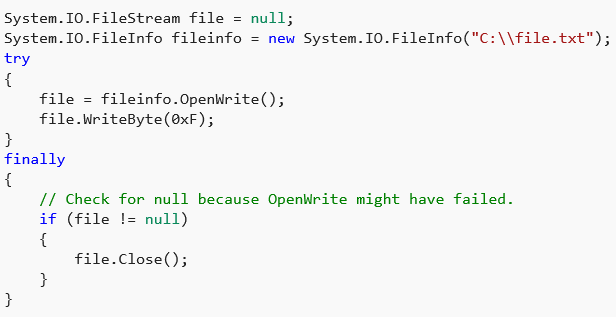 System.IO.FileStream file = null;
System.IO.FileInfo fileinfo = new System.IO.FileInfo("C:\\file.txt");
try
{
    file = fileinfo.OpenWrite();
    file.WriteByte(0xF);
}
finally
{
    // Check for null because OpenWrite might have failed.
    if (file != null)
    {
        file.Close();
    }
}